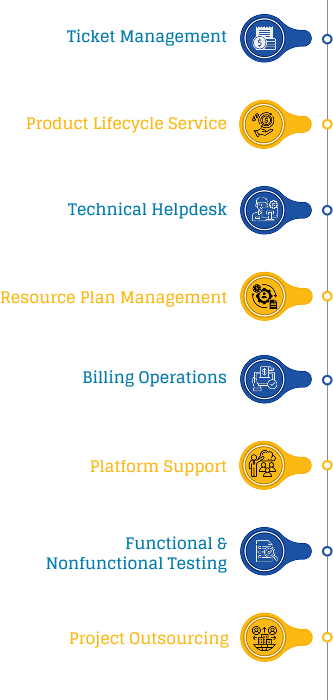 Ticket Management
Product Lifecycle Service
Technical Helpdesk
Resource Plan Management
Billing Operations
Platform Support
Functional &
Nonfunctional Testing
Project Outsourcing